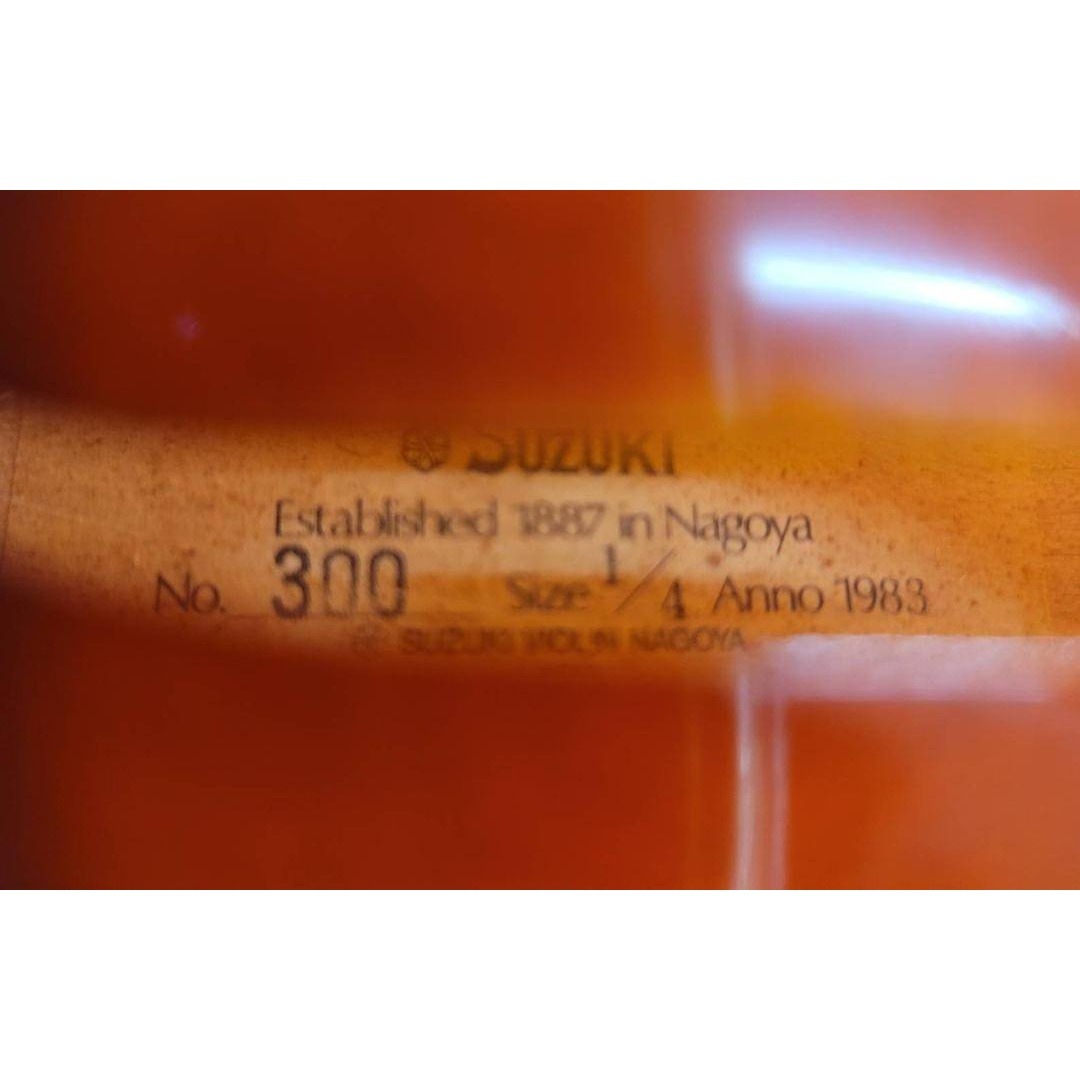 SUZUKI
Established 1887 in Nagoya
No. 300 Size 1/4 Anno 1983
SUZUKI VIOLIN NAGOYA